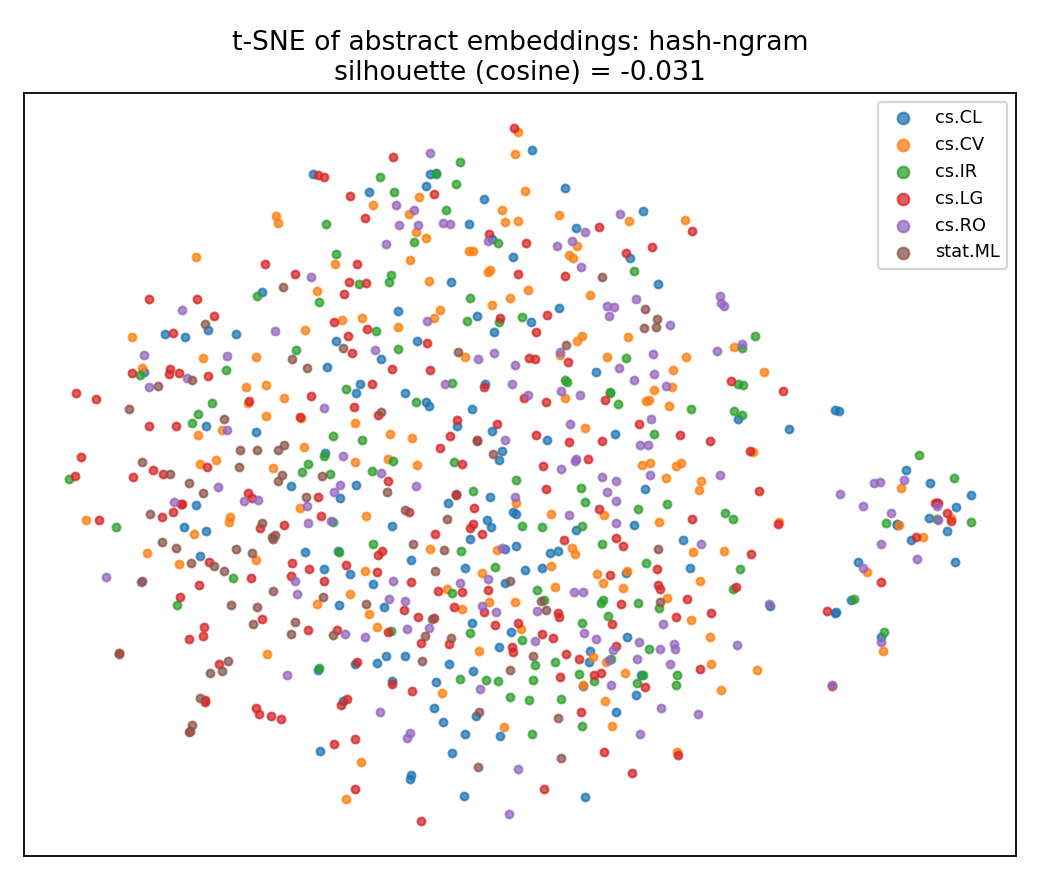 t-SNE of abstract embeddings: hash-ngram
silhouette (cosine) = -0.031
cs.CL
cs.CV
cs.IR
cs.LG
cs.RO
stat.ML